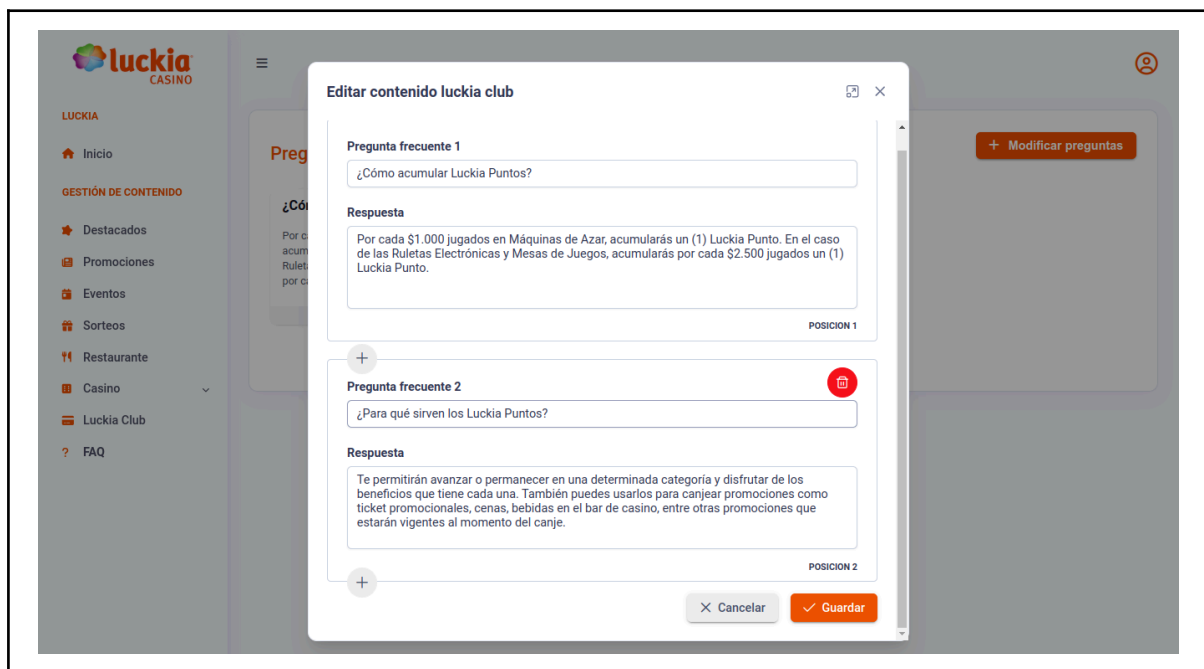 luckia
CASINO
LUCKIA
Inicio
GESTIÓN DE CONTENIDO
Destacados
Promociones
Eventos
Sorteos
Restaurante
Casino
Luckia Club
? FAQ
Preg
+ Modificar preguntas
¿Có
Por c
acum
Rulet
por c
Editar contenido luckia club
Pregunta frecuente 1
¿Cómo acumular Luckia Puntos?
Respuesta
Por cada $1.000 jugados en Máquinas de Azar, acumularás un (1) Luckia Punto. En el caso
de las Ruletas Electrónicas y Mesas de Juegos, acumularás por cada $2.500 jugados un (1)
Luckia Punto.
POSICION 1
Pregunta frecuente 2
¿Para qué sirven los Luckia Puntos?
Respuesta
Te permitirán avanzar o permanecer en una determinada categoría y disfrutar de los
beneficios que tiene cada una. También puedes usarlos para canjear promociones como
ticket promocionales, cenas, bebidas en el bar de casino, entre otras promociones que
estarán vigentes al momento del canje.
POSICION 2
Cancelar
Guardar